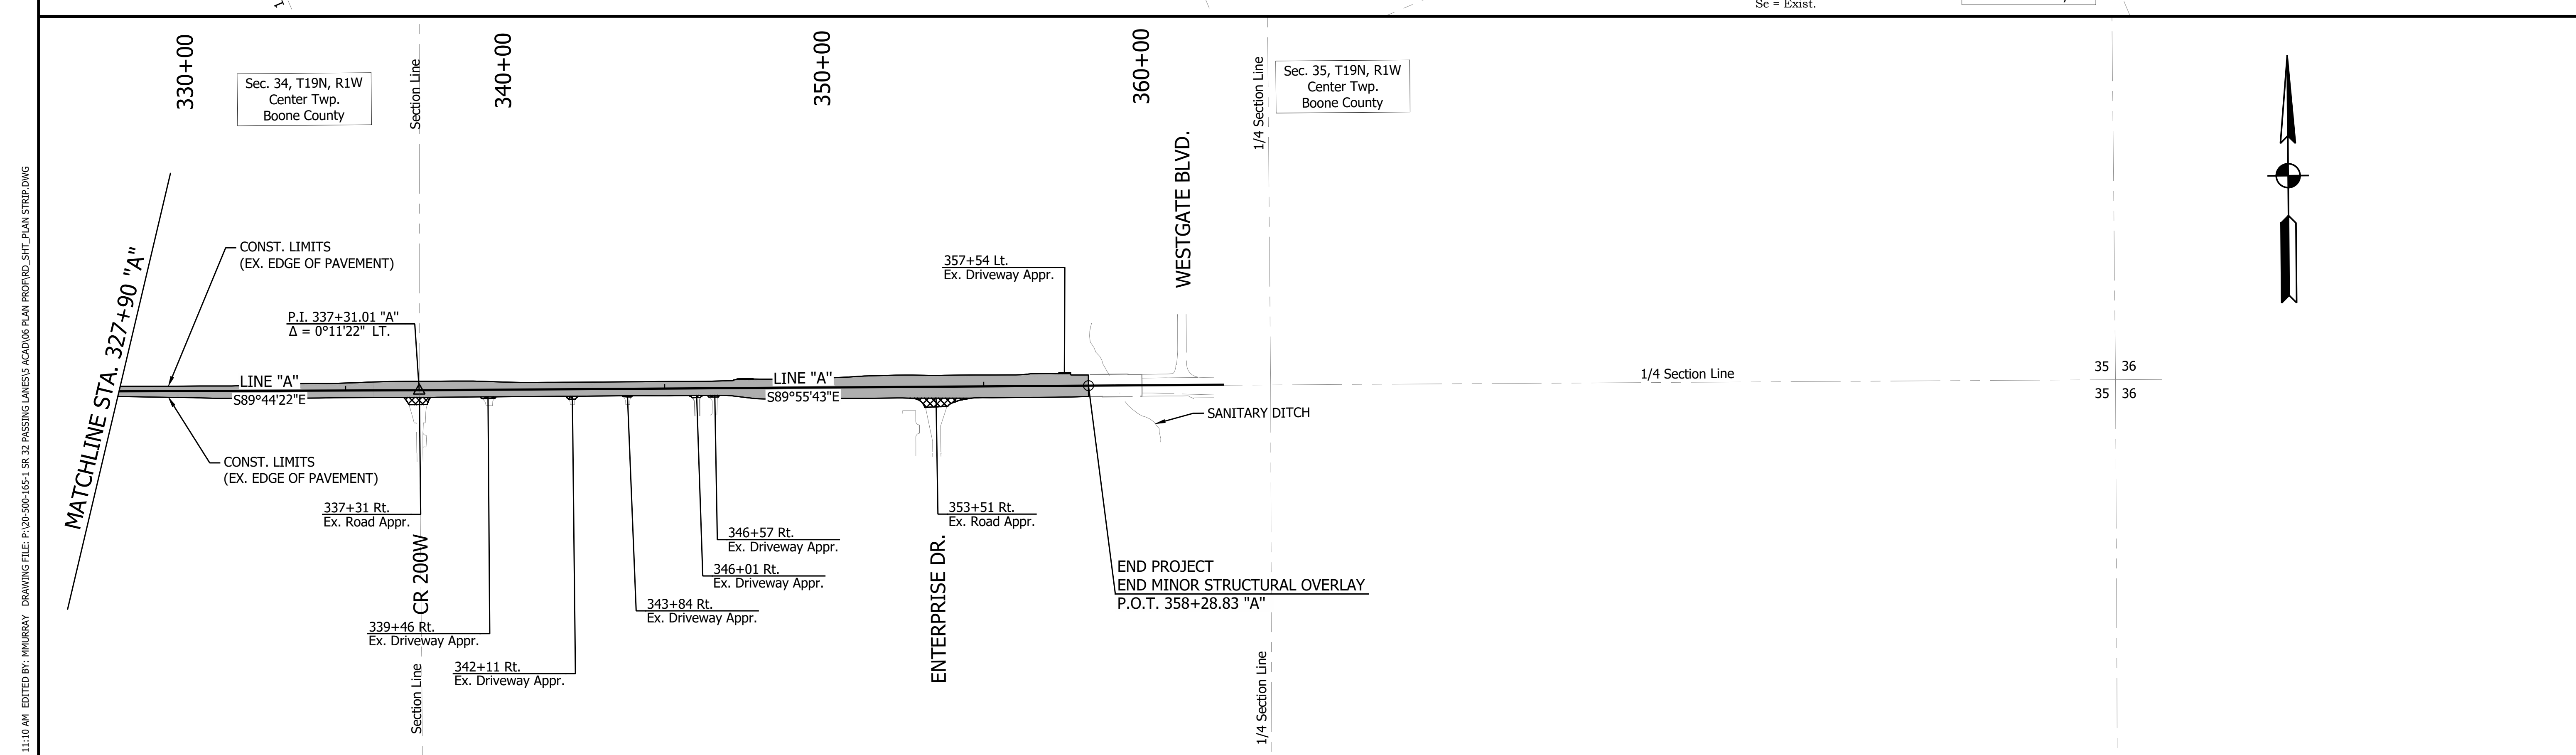 Se = Exist.
330+00
340+00
350+00
360+00
Sec. 34, T19N, R1W
Center Twp.
Boone County
Section Line
1/4 Section Line
Sec. 35, T19N, R1W
Center Twp.
Boone County
WESTGATE BLVD.
MATCHLINE STA. 327+90 "A"
CONST. LIMITS
(EX. EDGE OF PAVEMENT)
P.I. 337+31.01 "A"
Δ = 0°11'22" LT.
357+54 Lt.
Ex. Driveway Appr.
LINE "A"
S89°44'22"E
LINE "A"
S89°55'43"E
1/4 Section Line
35 36
35 36
SANITARY DITCH
CONST. LIMITS
(EX. EDGE OF PAVEMENT)
337+31 Rt.
Ex. Road Appr.
CR 200W
339+46 Rt.
Ex. Driveway Appr.
342+11 Rt.
Ex. Driveway Appr.
343+84 Rt.
Ex. Driveway Appr.
346+01 Rt.
Ex. Driveway Appr.
346+57 Rt.
Ex. Driveway Appr.
353+51 Rt.
Ex. Road Appr.
ENTERPRISE DR.
END PROJECT
END MINOR STRUCTURAL OVERLAY
P.O.T. 358+28.83 "A"
Section Line
1/4 Section Line
11:10 AM EDITED BY: MMURRAY DRAWING FILE: P:\20-500-165-1 SR 32 PASSING LANES\5 ACAD\06 PLAN PROF\RD_SHT_PLAN STRIP.DWG